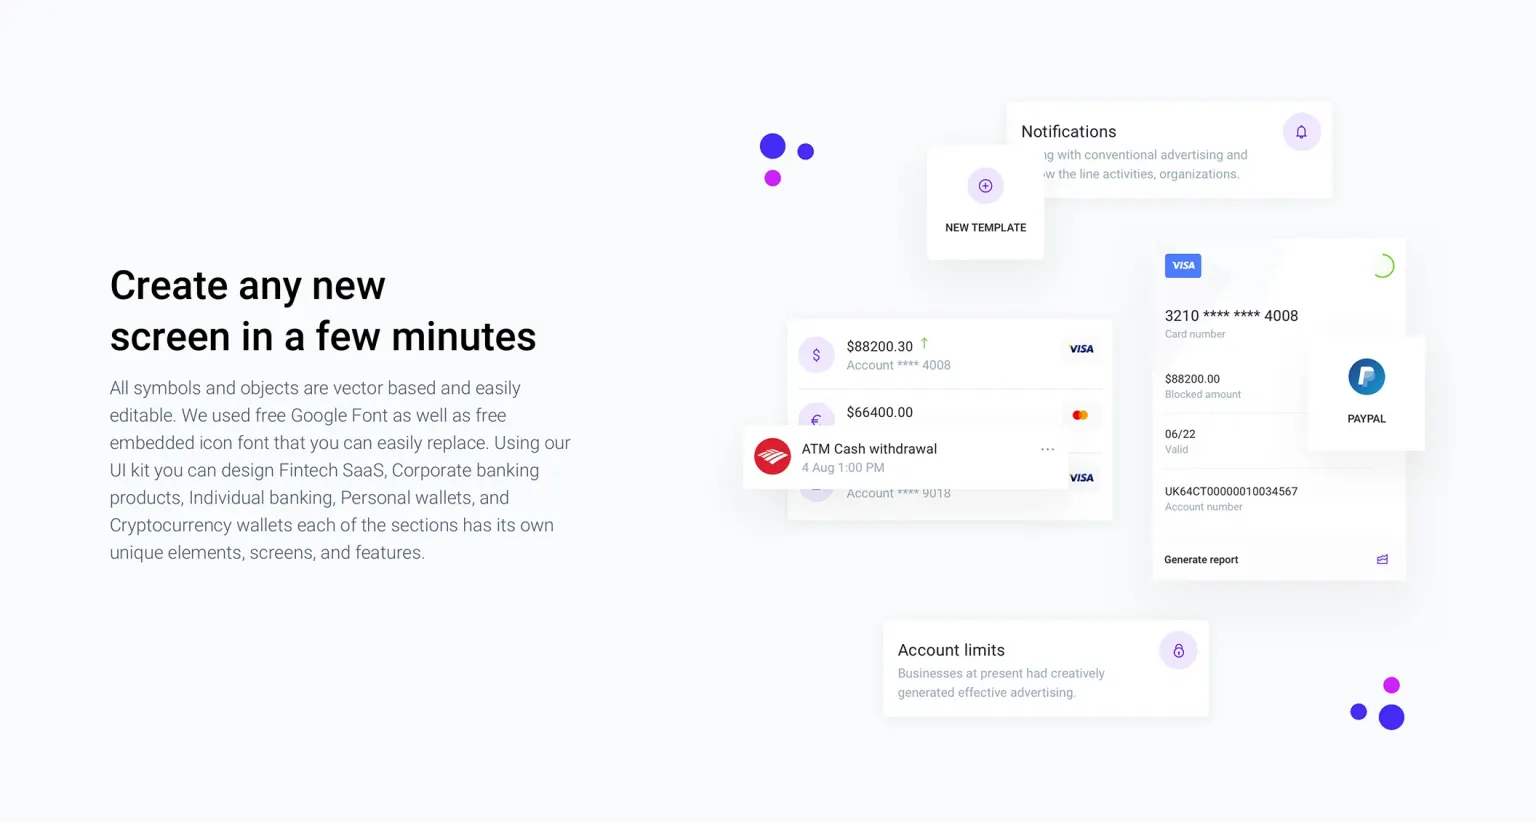 Create any new
screen in a few minutes
All symbols and objects are vector based and easily
editable. We used free Google Font as well as free
embedded icon font that you can easily replace. Using our
UI kit you can design Fintech SaaS, Corporate banking
products, Individual banking, Personal wallets, and
Cryptocurrency wallets each of the sections has its own
unique elements, screens, and features.
Notifications
with conventional advertising and
the line activities, organizations.
NEW TEMPLATE
VISA
3210 **** **** 4008
Card number
$88200.00
Blocked amount
06/22
Valid
UK64CT00000010034567
Account number
Generate report
PAYPAL
$88200.30
Account **** 4008
VISA
€
$66400.00
ATM Cash withdrawal
4 Aug 1:00 PM
VISA
Account **** 9018
Account limits
Businesses at present had creatively
generated effective advertising.